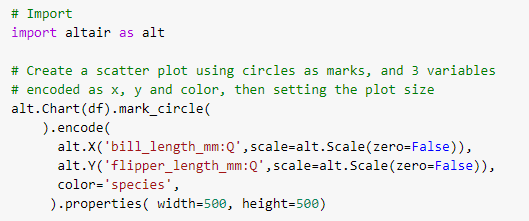 # Import
import altair as alt

# Create a scatter plot using circles as marks, and 3 variables
# encoded as x, y and color, then setting the plot size
alt.Chart(df).mark_circle(
    ).encode(
      alt.X('bill_length_mm:Q',scale=alt.Scale(zero=False)),
      alt.Y('flipper_length_mm:Q',scale=alt.Scale(zero=False)),
      color='species',
     ).properties( width=500, height=500)